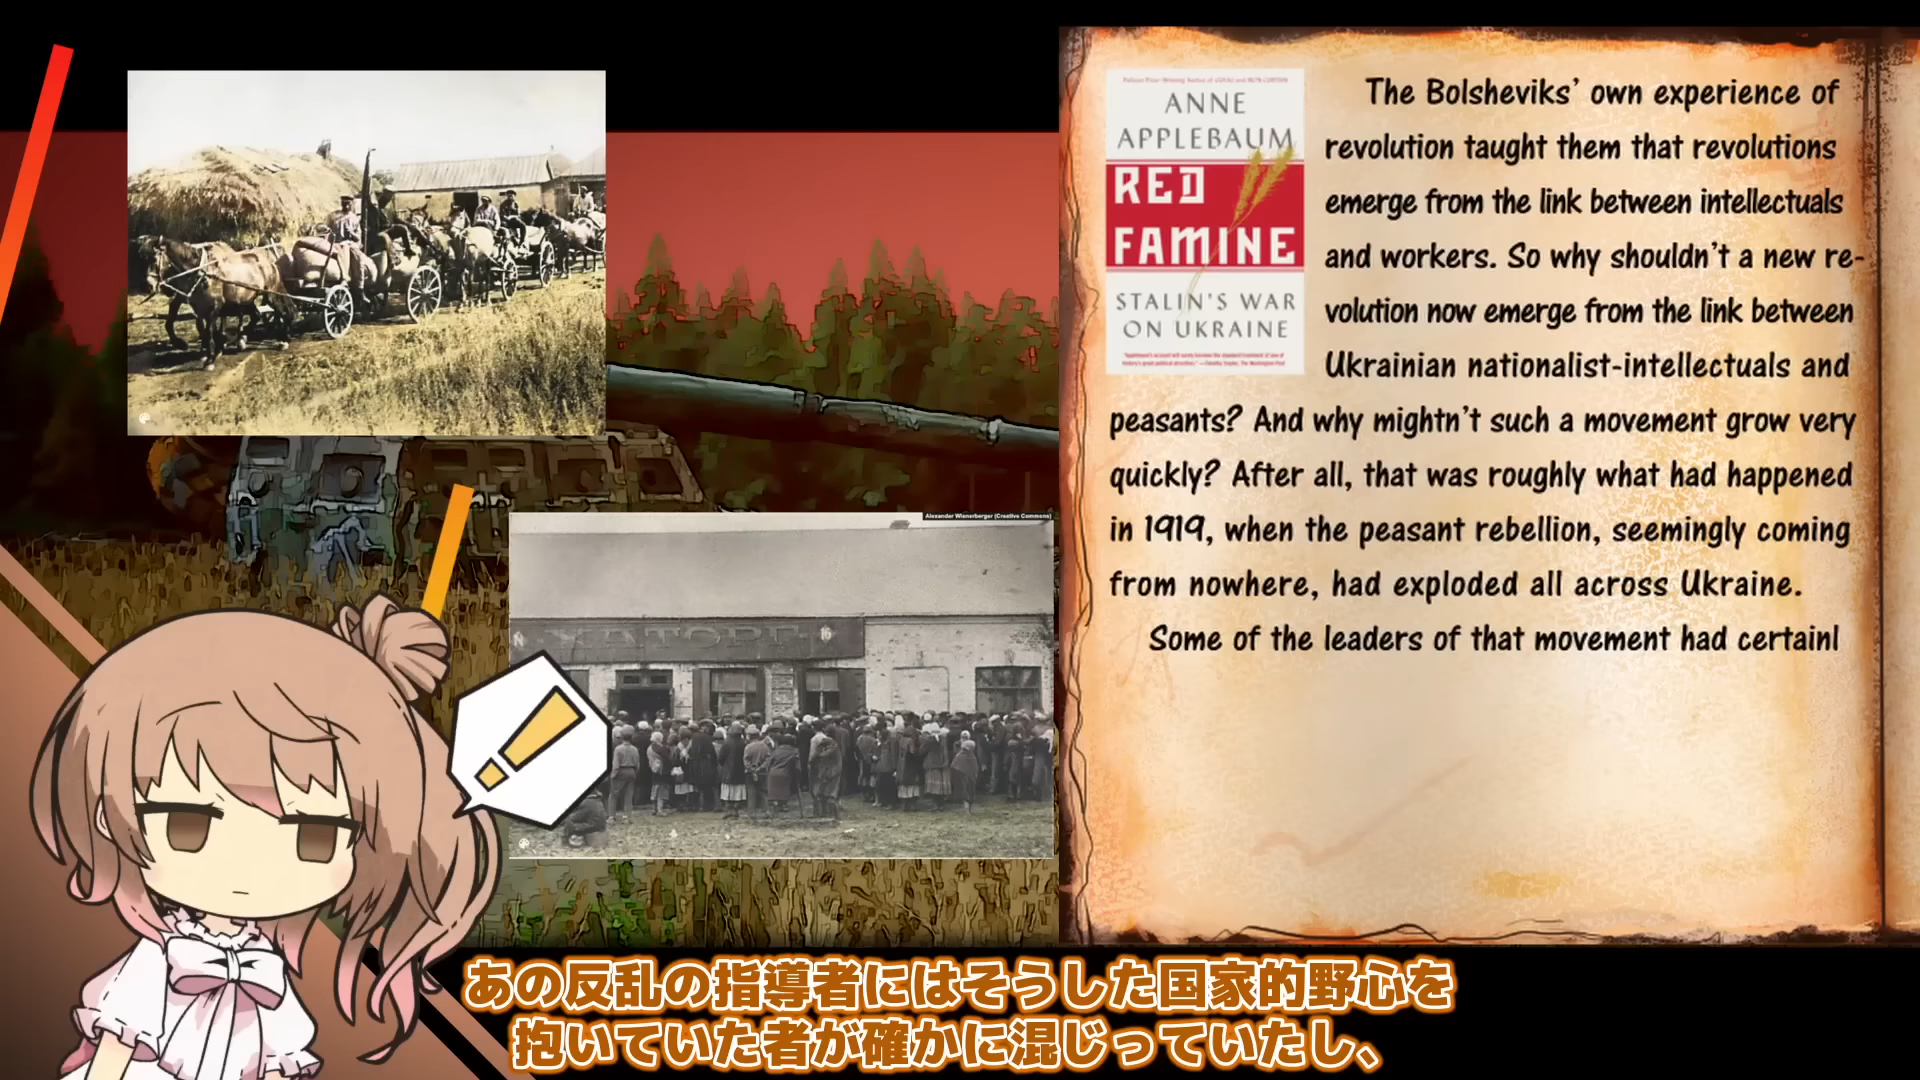 Alexander Wienerberger (Creative Commons)
ANNE
APPLEBAUM
RED
FAMINE
STALIN'S WAR
ON UKRAINE
The Bolsheviks' own experience of
revolution taught them that revolutions
emerge from the link between intellectuals
and workers. So why shouldn't a new re-
volution now emerge from the link between
Ukrainian nationalist-intellectuals and
peasants? And why mightn't such a movement grow very
quickly? After all, that was roughly what had happened
in 1919, when the peasant rebellion, seemingly coming
from nowhere, had exploded all across Ukraine.
Some of the leaders of that movement had certainl
あの反乱の指導者にはそうした国家的野心を
抱いていた者が確かに混じっていたし、